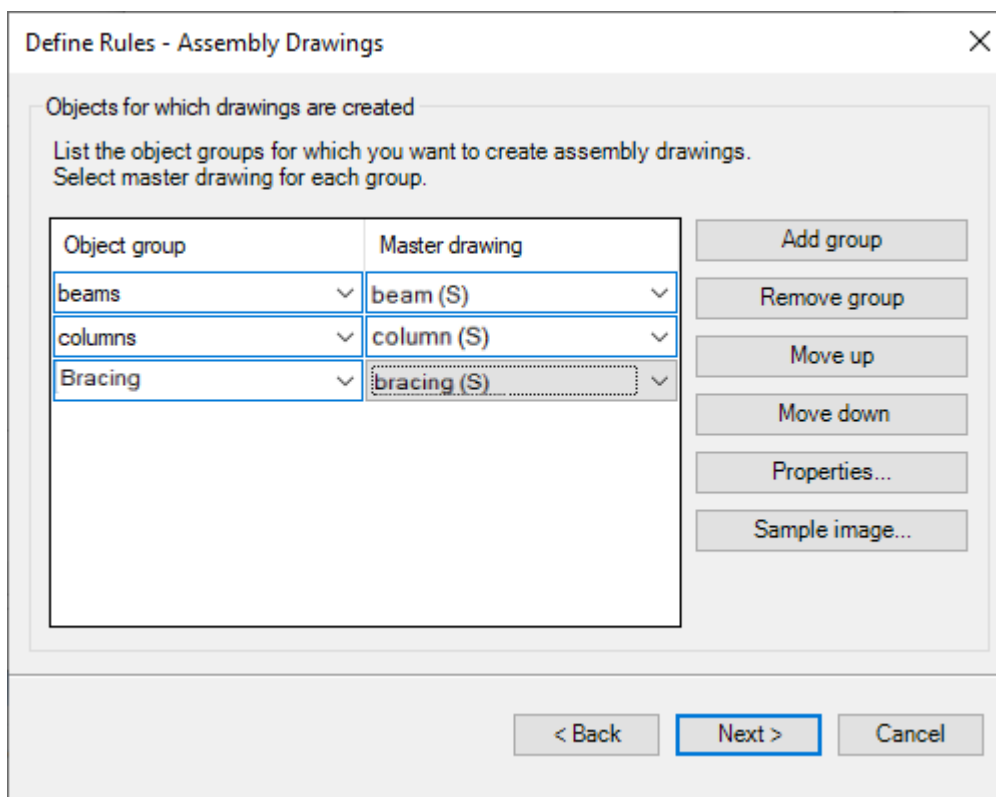 Define Rules - Assembly Drawings
Objects for which drawings are created
List the object groups for which you want to create assembly drawings.
Select master drawing for each group.
Object group Master drawing
beams beam (S)
columns column (S)
Bracing bracing (S)
Add group
Remove group
Move up
Move down
Properties...
Sample image...
< Back Next > Cancel